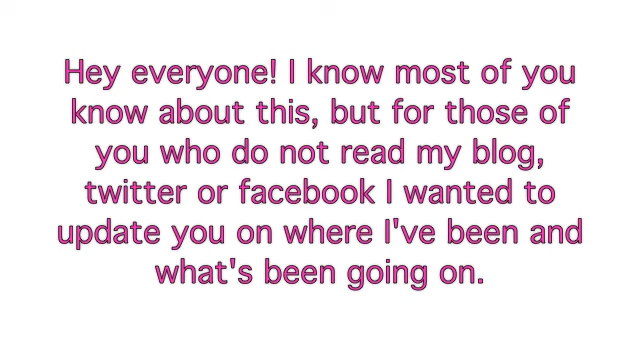 Hey everyone! I know most of you
know about this, but for those of
you who do not read my blog,
twitter or facebook I wanted to
update you on where I've been and
what's been going on.